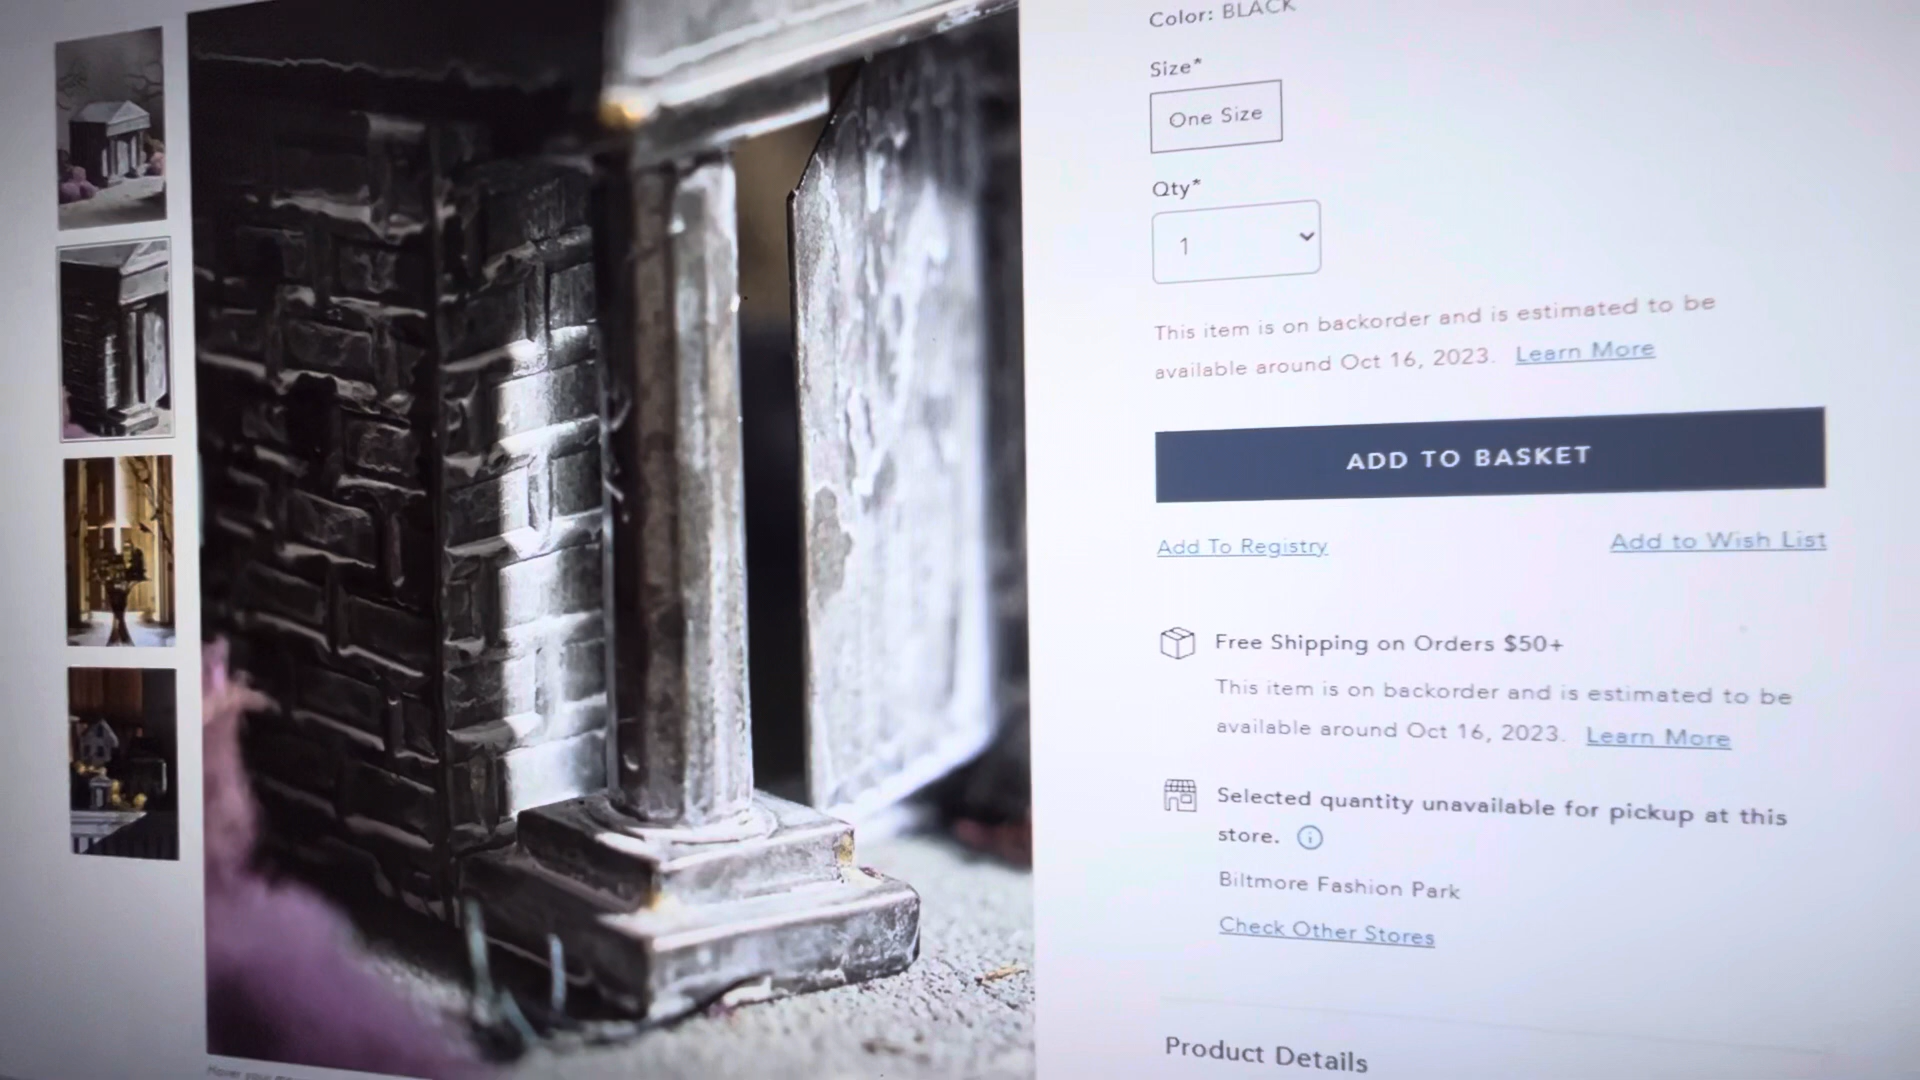 Color: BLACK
Size*
One Size
Qty*
1
This item is on backorder and is estimated to be
available around Oct 16, 2023. Learn More
ADD TO BASKET
Add To Registry
Add to Wish List
Free Shipping on Orders $50+
This item is on backorder and is estimated to be
available around Oct 16, 2023. Learn More
Selected quantity unavailable for pickup at this
store.
Biltmore Fashion Park
Check Other Stores
Product Details
Hover your